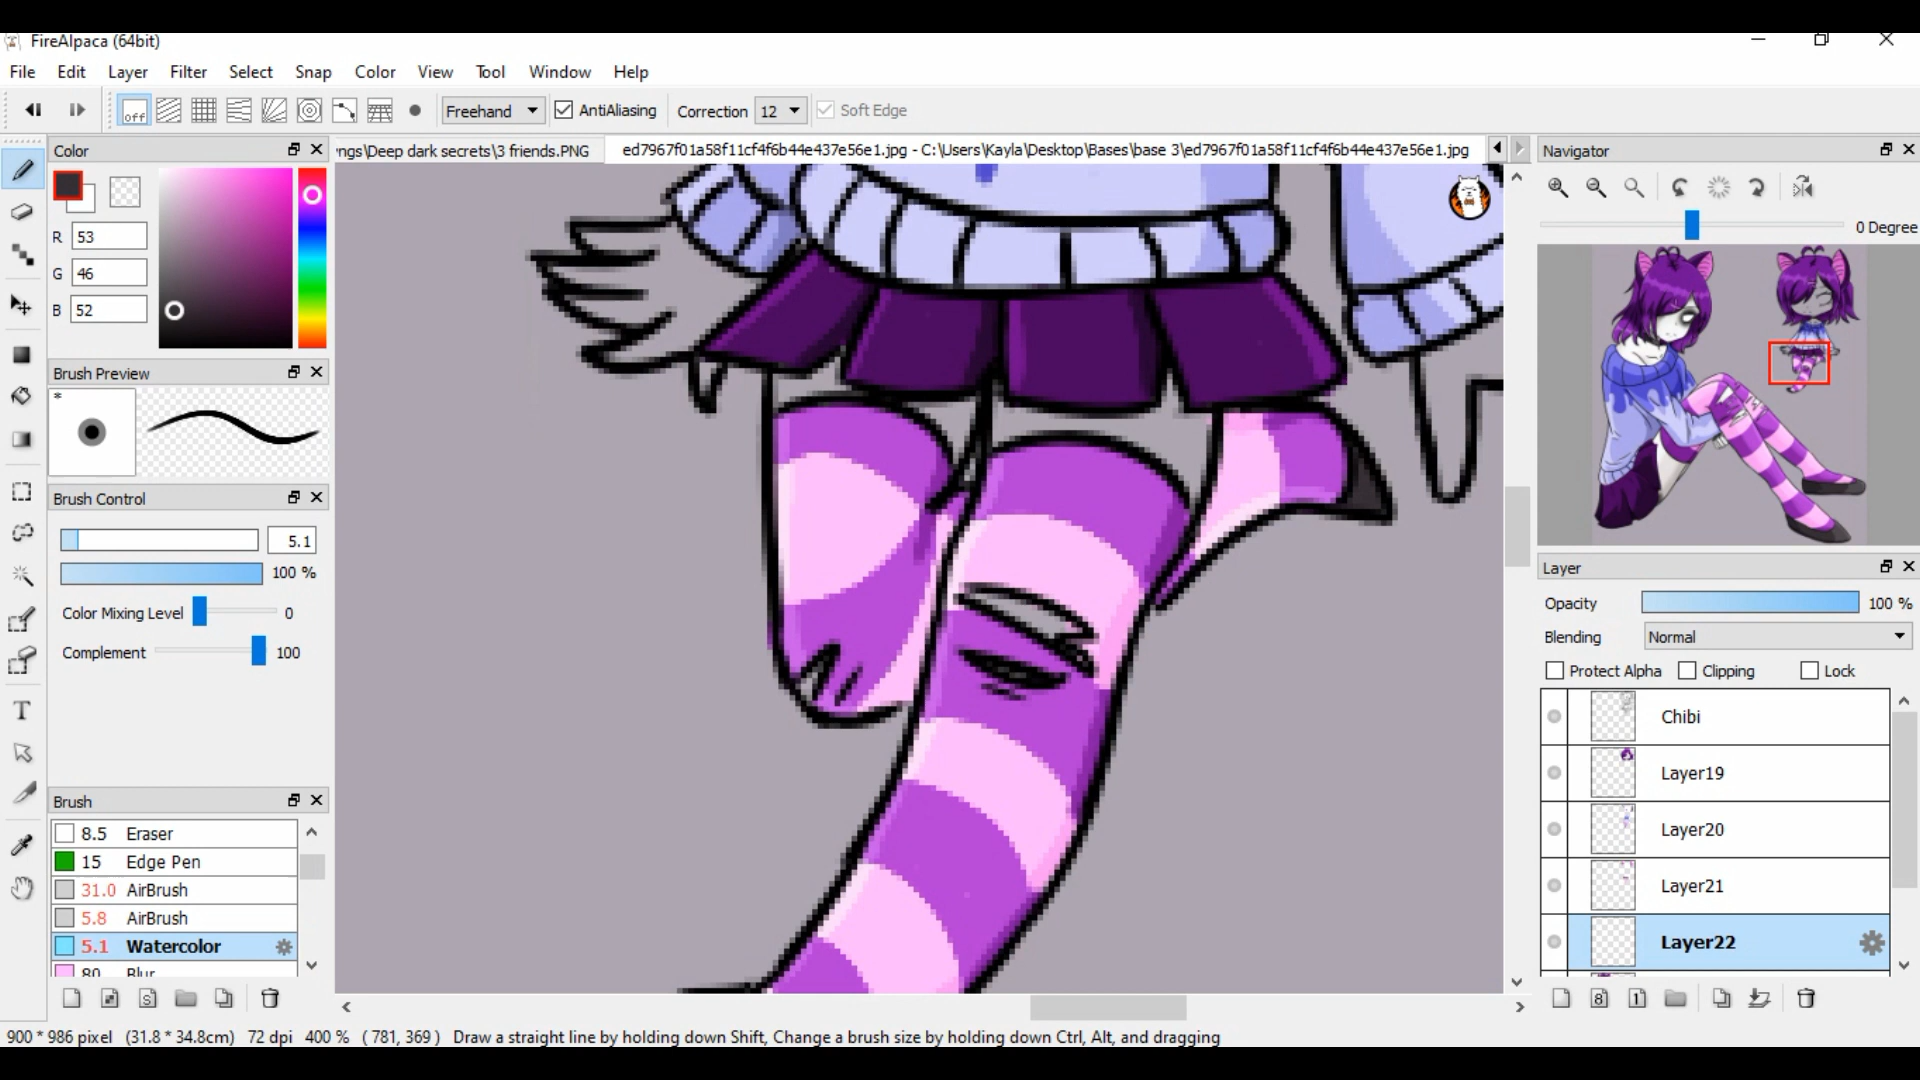 FireAlpaca (64bit)
File Edit Layer Filter Select Snap Color View Tool Window Help
off Freehand AntiAliasing Correction 12 Soft Edge
Color
ngs\Deep dark secrets\3 friends.PNG
ed7967f01a58f11cf4f6b44e437e56e1.jpg - C:\Users\Kayla\Desktop\Bases\base 3\ed7967f01a58f11cf4f6b44e437e56e1.jpg
Navigator
R 53
G 46
B 52
0 Degree
Brush Preview
*
Brush Control
5.1
100 %
Color Mixing Level 0
Complement 100
Layer
Opacity 100 %
Blending Normal
Protect Alpha Clipping Lock
Chibi
Layer19
Layer20
Layer21
Layer22
Brush
8.5 Eraser
15 Edge Pen
31.0 AirBrush
5.8 AirBrush
5.1 Watercolor
80 Blur
S
8 1
900 * 986 pixel (31.8 * 34.8cm) 72 dpi 400 % ( 781, 369 ) Draw a straight line by holding down Shift, Change a brush size by holding down Ctrl, Alt, and dragging